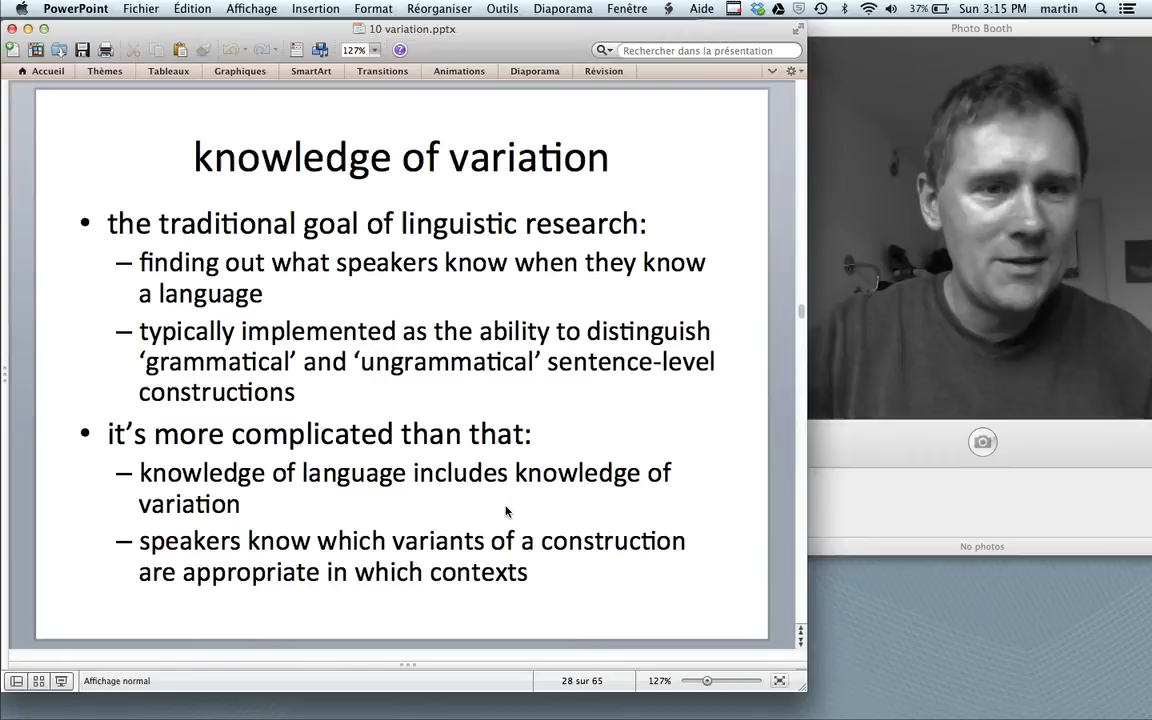 PowerPoint Fichier Édition Affichage Insertion Format Réorganiser Outils Diaporama Fenêtre Aide 37% Sun 3:15 PM martin
10 variation.pptx
Photo Booth
127% Rechercher dans la présentation
Accueil Thèmes Tableaux Graphiques SmartArt Transitions Animations Diaporama Révision
knowledge of variation
• the traditional goal of linguistic research:
– finding out what speakers know when they know
a language
– typically implemented as the ability to distinguish
‘grammatical’ and ‘ungrammatical’ sentence-level
constructions
• it’s more complicated than that:
– knowledge of language includes knowledge of
variation
– speakers know which variants of a construction
are appropriate in which contexts
No photos
Affichage normal 28 sur 65 127%